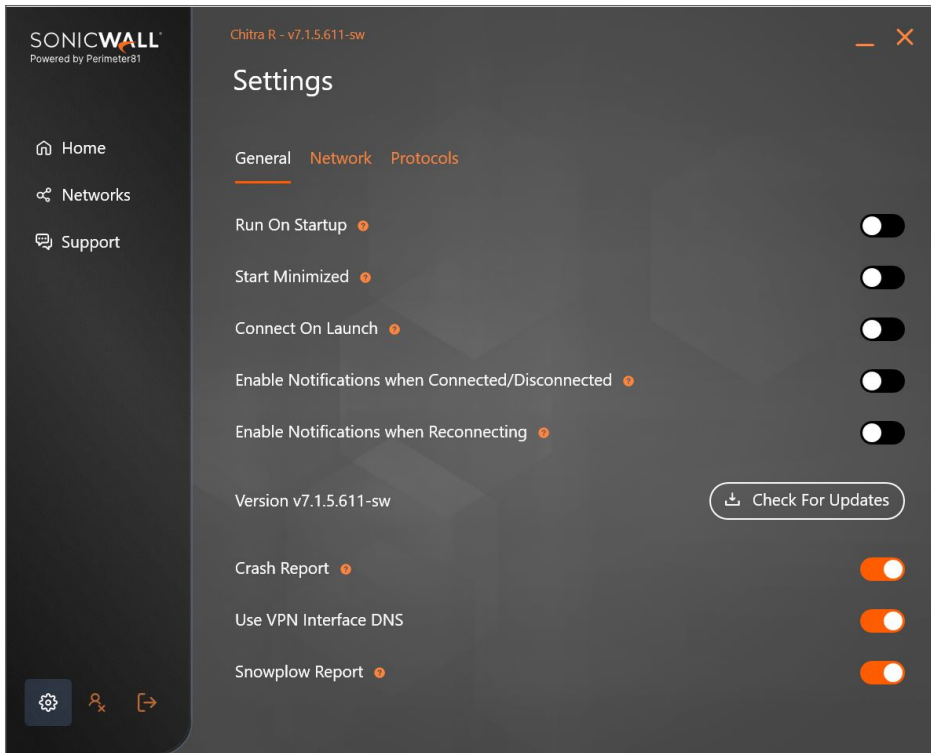 SONICWALL
Powered by Perimeter81
Home
Networks
Support
Chitra R - v7.1.5.611-sw
Settings
General Network Protocols
Run On Startup ?
Start Minimized ?
Connect On Launch ?
Enable Notifications when Connected/Disconnected ?
Enable Notifications when Reconnecting ?
Version v7.1.5.611-sw Check For Updates
Crash Report ?
Use VPN Interface DNS
Snowplow Report ?